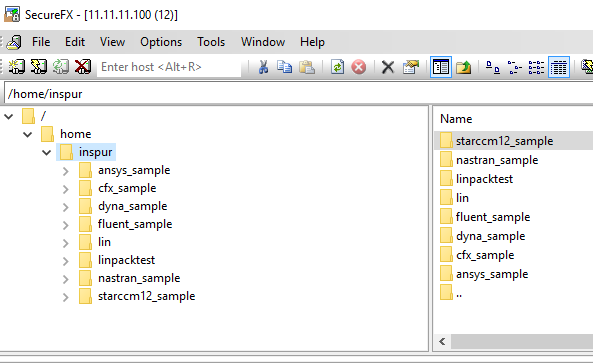 SecureFX - [11.11.11.100 (12)]
File Edit View Options Tools Window Help
Enter host <Alt+R>
/home/inspur
/
home
inspur
ansys_sample
cfx_sample
dyna_sample
fluent_sample
lin
linpacktest
nastran_sample
starccm12_sample
Name
starccm12_sample
nastran_sample
linpacktest
lin
fluent_sample
dyna_sample
cfx_sample
ansys_sample
..